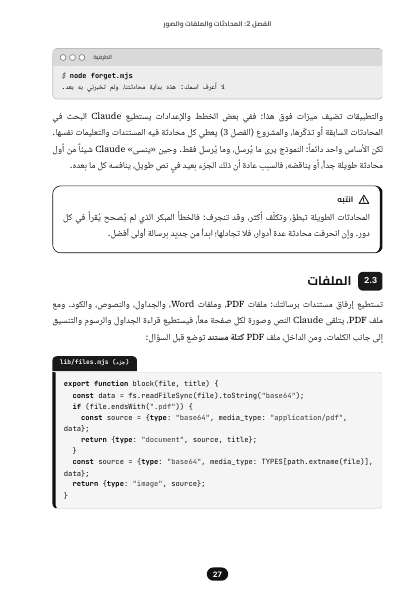 الفصل 2: المحادثات والملفات والصور
الطرفية
$ node forget.mjs
لا أعرف اسمك: هذه بداية محادثتنا، ولم تخبرني به بعد.
والتطبيقات تضيف ميزات فوق هذا: ففي بعض الخطط والإعدادات يستطيع Claude البحث في
المحادثات السابقة أو تذكّرها، والمشروع (الفصل 3) يعطي كل محادثة فيه المستندات والتعليمات نفسها.
لكن الأساس واحد دائماً: النموذج يرى ما يُرسل، وما يُرسل فقط. وحين «ينسى» Claude شيئاً من أول
محادثة طويلة جداً، أو يناقضه، فالسبب عادة أن ذلك الجزء بعيد في نص طويل، ينافسه كل ما بعده.
انتبه
المحادثات الطويلة تبطؤ، وتكلّف أكثر، وقد تنجرف: فالخطأ المبكر الذي لم يُصحح يُقرأ في كل
دور. وإن انحرفت محادثة عدة أدوار، فلا تجادلها؛ ابدأ من جديد برسالة أولى أفضل.
2.3 الملفات
تستطيع إرفاق مستندات برسالتك: ملفات PDF، وملفات Word، والجداول، والنصوص، والكود. ومع
ملف PDF، يتلقى Claude النص وصورة لكل صفحة معاً، فيستطيع قراءة الجداول والرسوم والتنسيق
إلى جانب الكلمات. ومن الداخل، ملف PDF كتلة مستند توضع قبل السؤال:
lib/files.mjs (جزء)
export function block(file, title) {
const data = fs.readFileSync(file).toString("base64");
if (file.endsWith(".pdf")) {
const source = {type: "base64", media_type: "application/pdf",
data};
return {type: "document", source, title};
}
const source = {type: "base64", media_type: TYPES[path.extname(file)],
data};
return {type: "image", source};
}
27